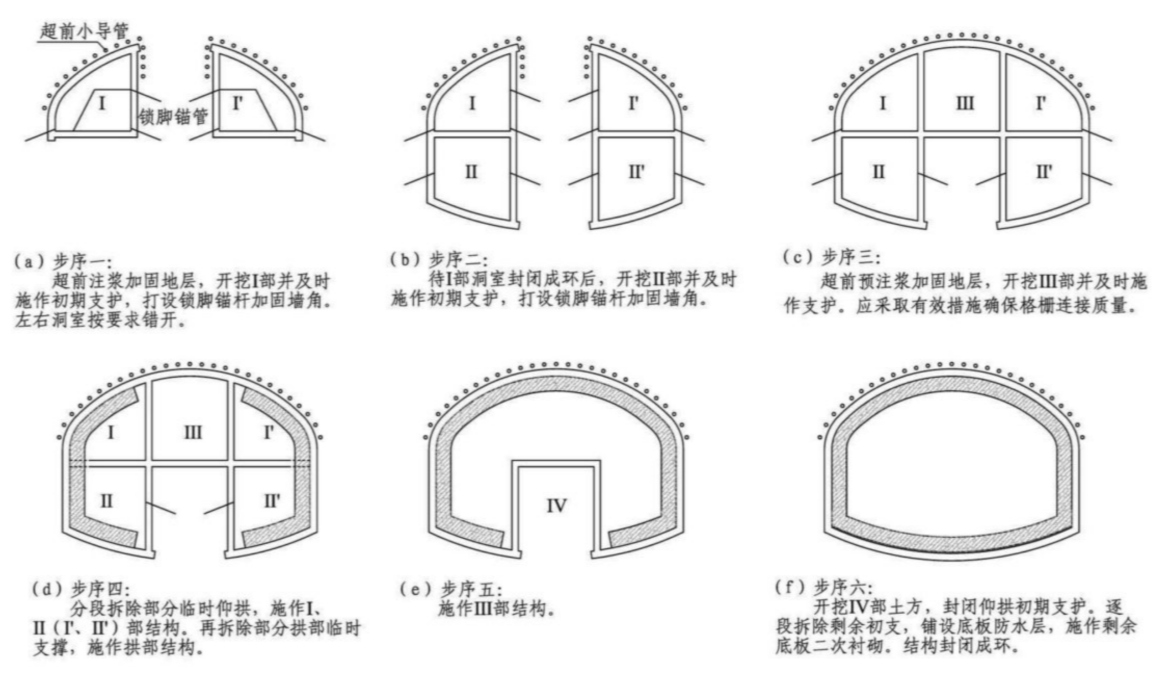 超前小导管
I
I'
锁脚锚管
I
I'
II
II'
I
III
I'
II
II'
(a)步序一:
超前注浆加固地层，开挖I部并及时
施作初期支护，打设锁脚锚杆加固墙角。
左右洞室按要求错开。
(b)步序二:
待I部洞室封闭成环后，开挖II部并及时
施作初期支护，打设锁脚锚杆加固墙角。
(c)步序三:
超前预注浆加固地层，开挖III部并及时施
作支护。应采取有效措施确保格栅连接质量。
I
III
I'
II
II'
IV
(d)步序四:
分段拆除部分临时仰拱，施作I、
II(I'、II')部结构。再拆除部分拱部临时
支撑，施作拱部结构。
(e)步序五:
施作III部结构。
(f)步序六:
开挖IV部土方，封闭仰拱初期支护。逐
段拆除剩余初支，铺设底板防水层，施作剩余
底板二次衬砌。结构封闭成环。